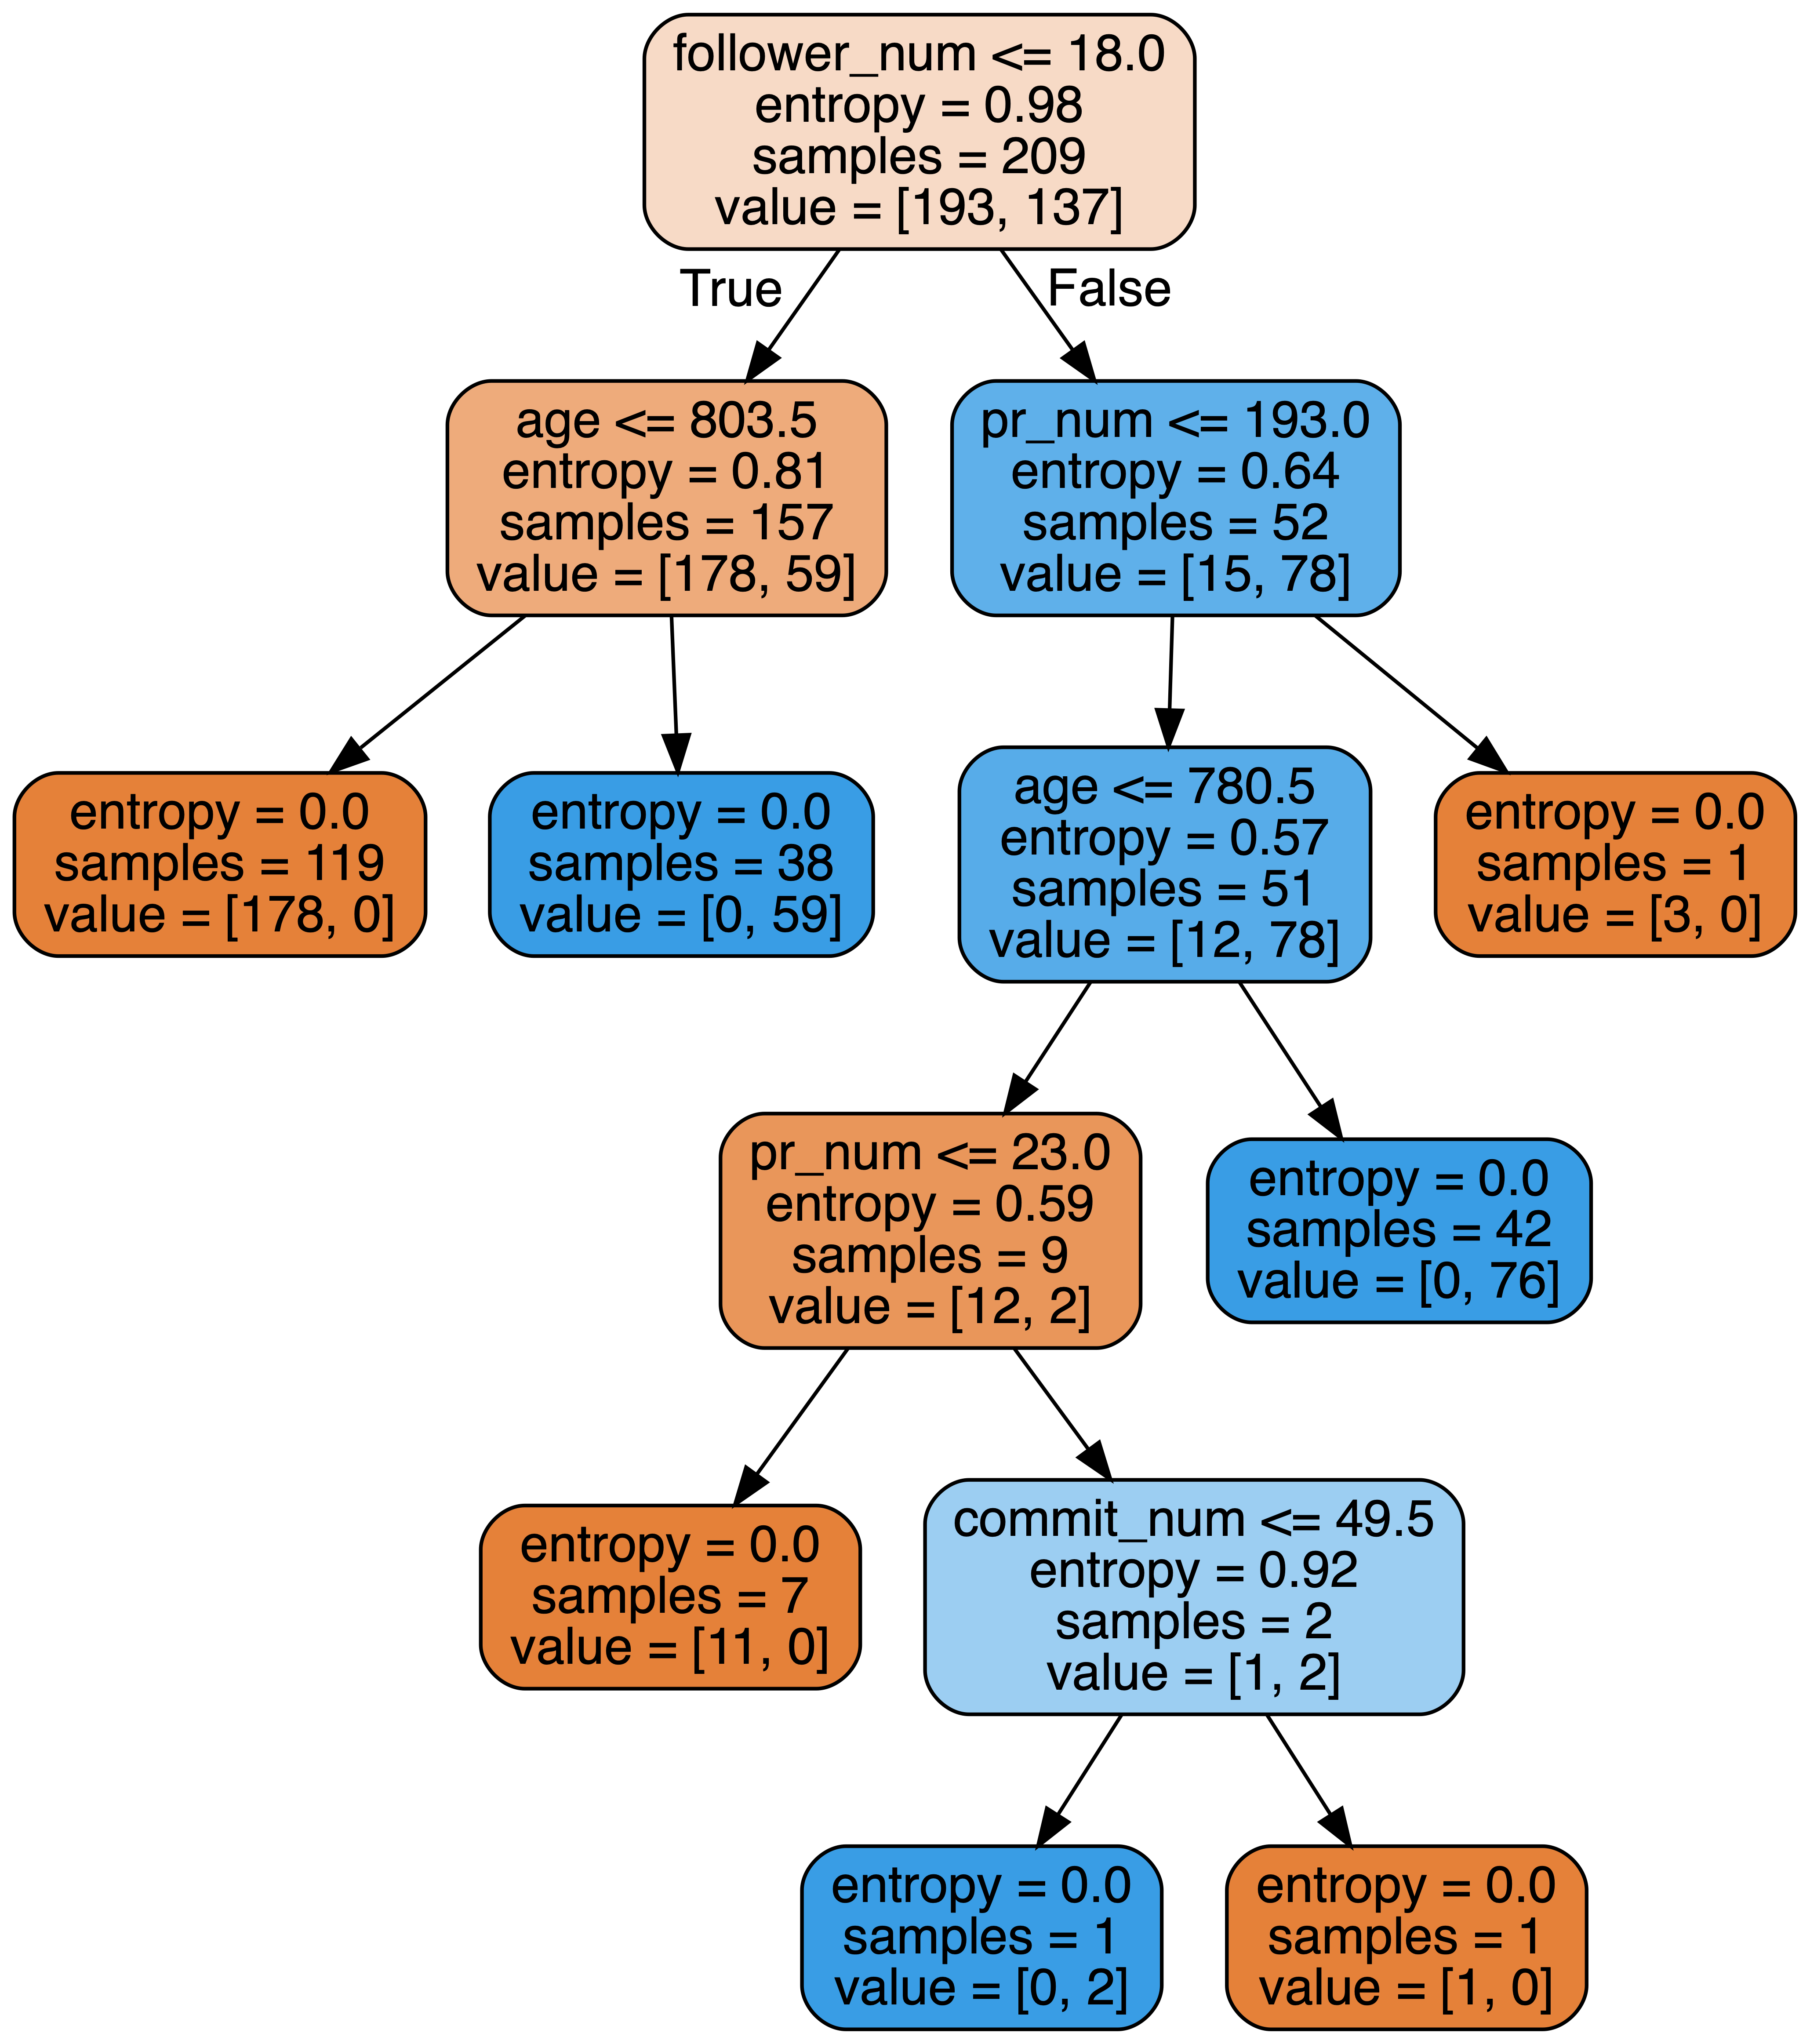 follower_num <= 18.0
entropy = 0.98
samples = 209
value = [193, 137]
True
False
age <= 803.5
entropy = 0.81
samples = 157
value = [178, 59]
pr_num <= 193.0
entropy = 0.64
samples = 52
value = [15, 78]
entropy = 0.0
samples = 119
value = [178, 0]
entropy = 0.0
samples = 38
value = [0, 59]
age <= 780.5
entropy = 0.57
samples = 51
value = [12, 78]
entropy = 0.0
samples = 1
value = [3, 0]
pr_num <= 23.0
entropy = 0.59
samples = 9
value = [12, 2]
entropy = 0.0
samples = 42
value = [0, 76]
entropy = 0.0
samples = 7
value = [11, 0]
commit_num <= 49.5
entropy = 0.92
samples = 2
value = [1, 2]
entropy = 0.0
samples = 1
value = [0, 2]
entropy = 0.0
samples = 1
value = [1, 0]